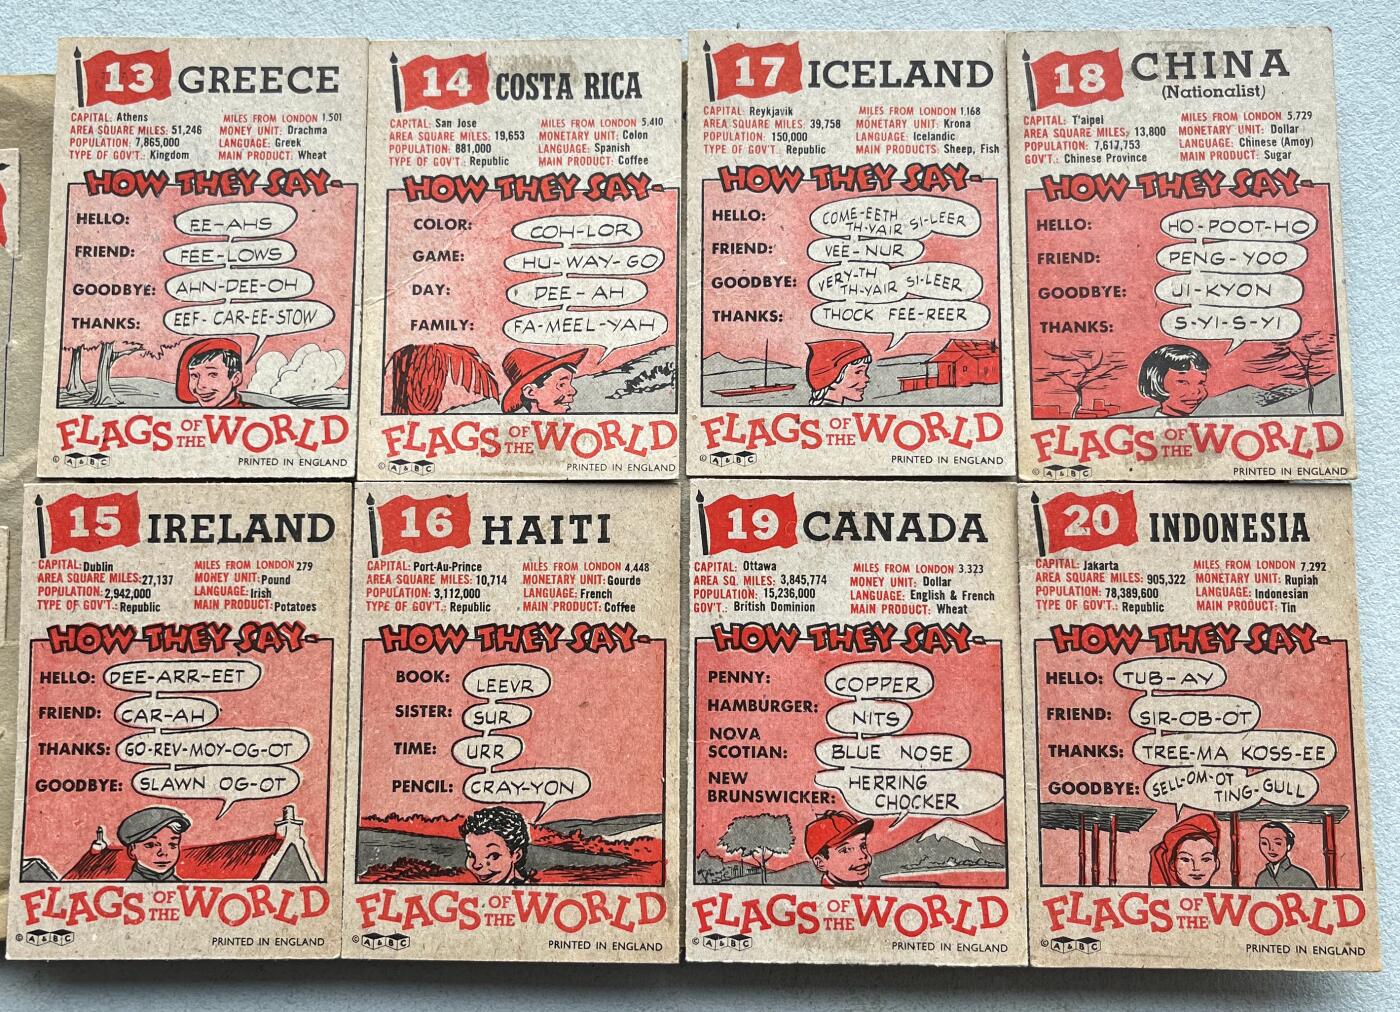 13 GREECE
CAPITAL: Athens
AREA SQUARE MILES: 51,246
POPULATION: 7,865,000
TYPE OF GOV'T.: Kingdom
MILES FROM LONDON 1,501
MONEY UNIT: Drachma
LANGUAGE: Greek
MAIN PRODUCT: Wheat
HOW THEY SAY-
HELLO: EE-AHS
FRIEND: FEE-LOWS
GOODBYE: AHN-DEE-OH
THANKS: EEF-CAR-EE-STOW
FLAGS OF THE WORLD
© A & BC
PRINTED IN ENGLAND
14 COSTA RICA
CAPITAL: San Jose
AREA SQUARE MILES: 19,653
POPULATION: 881,000
TYPE OF GOV'T.: Republic
MILES FROM LONDON 5,410
MONETARY UNIT: Colon
LANGUAGE: Spanish
MAIN PRODUCT: Coffee
HOW THEY SAY-
COLOR: COH-LOR
GAME: HU-WAY-GO
DAY: DEE-AH
FAMILY: FA-MEEL-YAH
FLAGS OF THE WORLD
© A & BC
PRINTED IN ENGLAND
17 ICELAND
CAPITAL: Reykjavik
AREA SQUARE MILES: 39,758
POPULATION: 150,000
TYPE OF GOV'T.: Republic
MILES FROM LONDON 1,168
MONETARY UNIT: Krona
LANGUAGE: Icelandic
MAIN PRODUCTS: Sheep, Fish
HOW THEY SAY-
HELLO: COME-EETH
TH-YAIR SI-LEER
FRIEND: VEE-NUR
GOODBYE: VERY-TH
TH-YAIR SI-LEER
THANKS: THOCK FEE-REER
FLAGS OF THE WORLD
© A & BC
PRINTED IN ENGLAND
18 CHINA
(Nationalist)
CAPITAL: T'aipei
AREA SQUARE MILES: 13,800
POPULATION: 7,617,753
GOV'T.: Chinese Province
MILES FROM LONDON 5,729
MONETARY UNIT: Dollar
LANGUAGE: Chinese (Amoy)
MAIN PRODUCT: Sugar
HOW THEY SAY-
HELLO: HO-POOT-HO
FRIEND: PENG-YOO
GOODBYE: JI-KYON
THANKS: S-YI-S-YI
FLAGS OF THE WORLD
© A & BC
PRINTED IN ENGLAND
15 IRELAND
CAPITAL: Dublin
AREA SQUARE MILES: 27,137
POPULATION: 2,942,000
TYPE OF GOV'T.: Republic
MILES FROM LONDON 279
MONEY UNIT: Pound
LANGUAGE: Irish
MAIN PRODUCT: Potatoes
HOW THEY SAY-
HELLO: DEE-ARR-EET
FRIEND: CAR-AH
THANKS: GO-REV-MOY-OG-OT
GOODBYE: SLAWN OG-OT
FLAGS OF THE WORLD
© A & BC
PRINTED IN ENGLAND
16 HAITI
CAPITAL: Port-Au-Prince
AREA SQUARE MILES: 10,714
POPULATION: 3,112,000
TYPE OF GOV'T.: Republic
MILES FROM LONDON 4,448
MONETARY UNIT: Gourde
LANGUAGE: French
MAIN PRODUCT: Coffee
HOW THEY SAY-
BOOK: LEEVR
SISTER: SUR
TIME: URR
PENCIL: CRAY-YON
FLAGS OF THE WORLD
© A & BC
PRINTED IN ENGLAND
19 CANADA
CAPITAL: Ottawa
AREA SQ. MILES: 3,845,774
POPULATION: 15,236,000
GOV'T.: British Dominion
MILES FROM LONDON 3,323
MONEY UNIT: Dollar
LANGUAGE: English & French
MAIN PRODUCT: Wheat
HOW THEY SAY-
PENNY: COPPER
HAMBURGER: NITS
NOVA
SCOTIAN: BLUE NOSE
NEW
BRUNSWICKER: HERRING
CHOCKER
FLAGS OF THE WORLD
© A & BC
PRINTED IN ENGLAND
20 INDONESIA
CAPITAL: Jakarta
AREA SQUARE MILES: 905,322
POPULATION: 78,389,600
TYPE OF GOV'T.: Republic
MILES FROM LONDON 7,292
MONETARY UNIT: Rupiah
LANGUAGE: Indonesian
MAIN PRODUCT: Tin
HOW THEY SAY-
HELLO: TUB-AY
FRIEND: SIR-OB-OT
THANKS: TREE-MA KOSS-EE
GOODBYE: SELL-OM-OT
TING-GULL
FLAGS OF THE WORLD
© A & BC
PRINTED IN ENGLAND